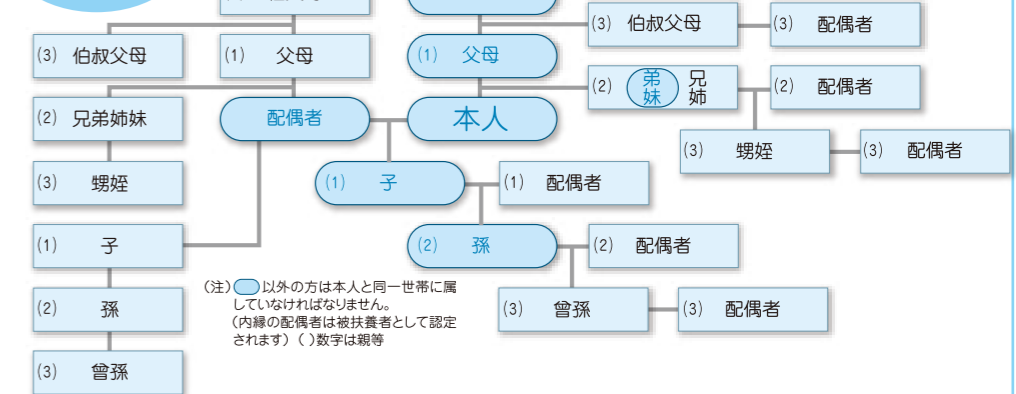 (3) 伯叔父母
(3) 配偶者
(3) 伯叔父母
(1) 父母
(1) 父母
(2) 弟妹 兄姉
(2) 配偶者
(2) 兄弟姉妹
配偶者
本人
(3) 甥姪
(3) 配偶者
(3) 甥姪
(1) 子
(1) 配偶者
(1) 子
(2) 孫
(2) 配偶者
(注) 以外の方は本人と同一世帯に属
していなければなりません。
(内縁の配偶者は被扶養者として認定
されます) ( )数字は親等
(2) 孫
(3) 曾孫
(3) 配偶者
(3) 曾孫